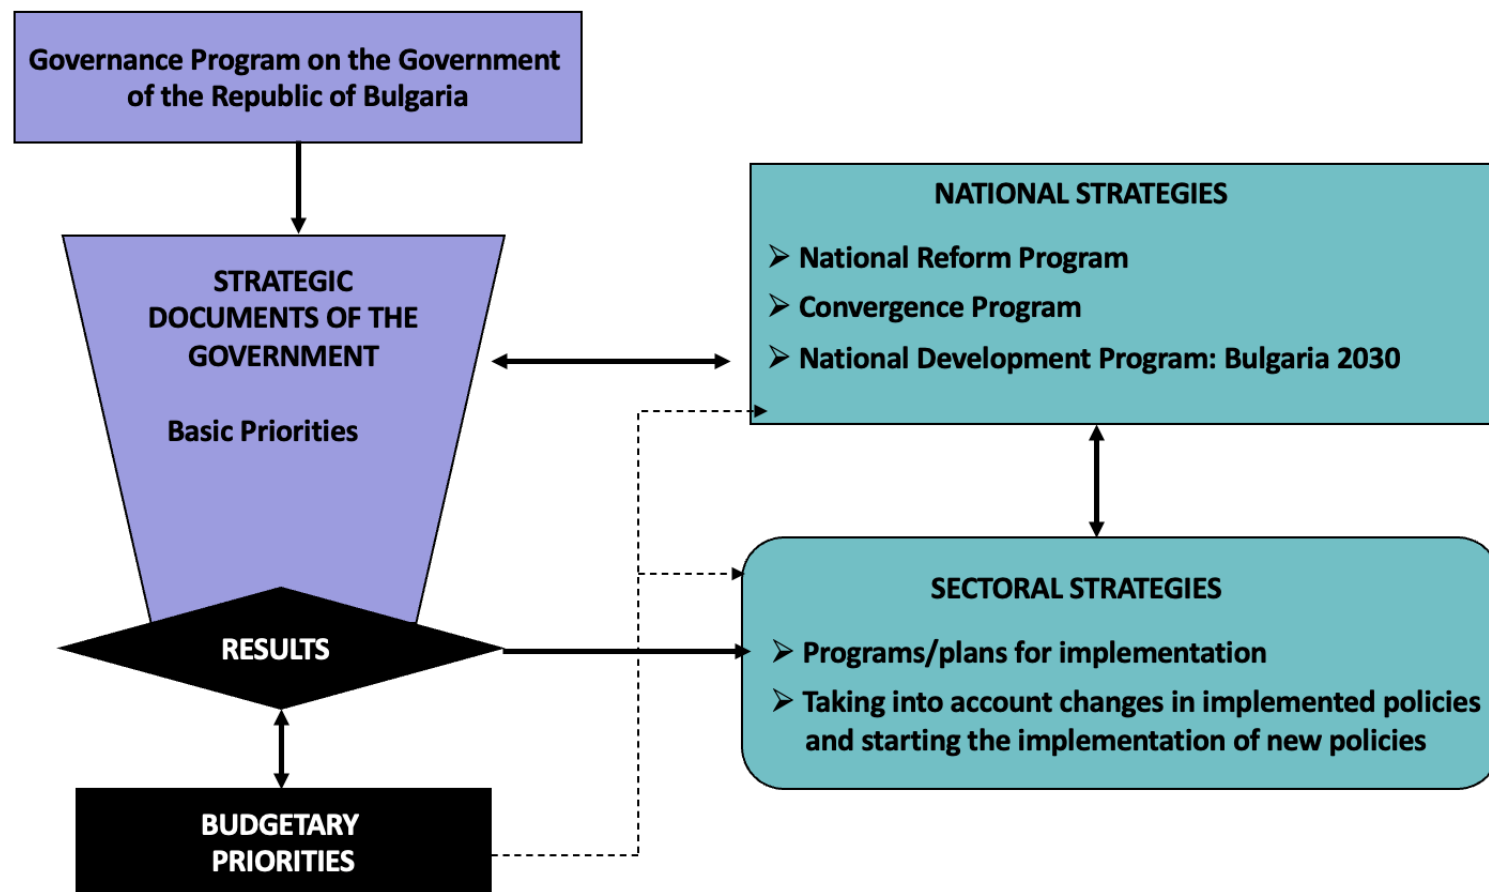 Governance Program on the Government
of the Republic of Bulgaria
STRATEGIC
DOCUMENTS OF THE
GOVERNMENT
Basic Priorities
RESULTS
BUDGETARY
PRIORITIES
NATIONAL STRATEGIES
➢ National Reform Program
➢ Convergence Program
➢ National Development Program: Bulgaria 2030
SECTORAL STRATEGIES
➢ Programs/plans for implementation
➢ Taking into account changes in implemented policies
and starting the implementation of new policies